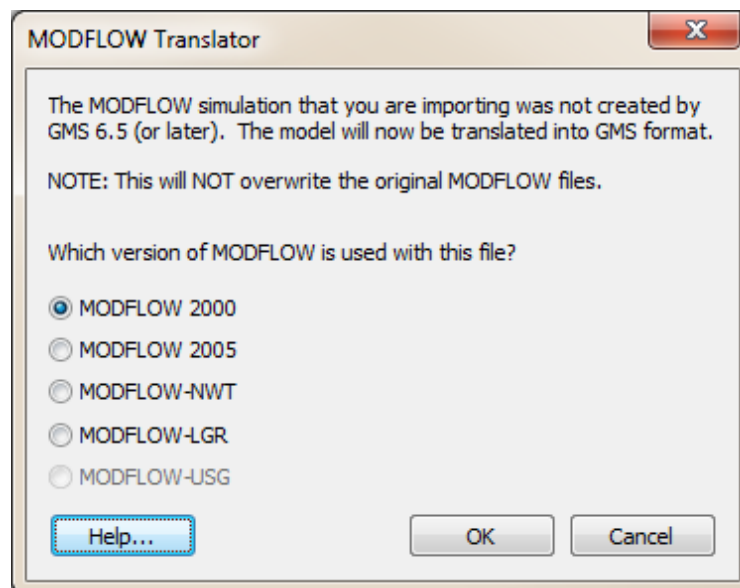 MODFLOW Translator
X
The MODFLOW simulation that you are importing was not created by
GMS 6.5 (or later).  The model will now be translated into GMS format.
NOTE: This will NOT overwrite the original MODFLOW files.
Which version of MODFLOW is used with this file?
MODFLOW 2000
MODFLOW 2005
MODFLOW-NWT
MODFLOW-LGR
MODFLOW-USG
Help... OK Cancel